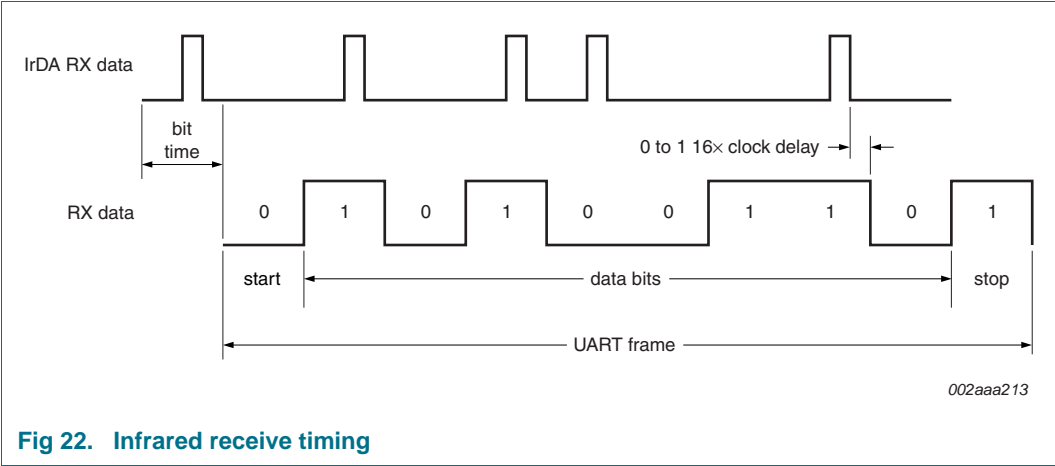 IrDA RX data
bit
time
0 to 1 16× clock delay
RX data
0 1 0 1 0 0 1 1 0 1
start data bits stop
UART frame
002aaa213
Fig 22. Infrared receive timing